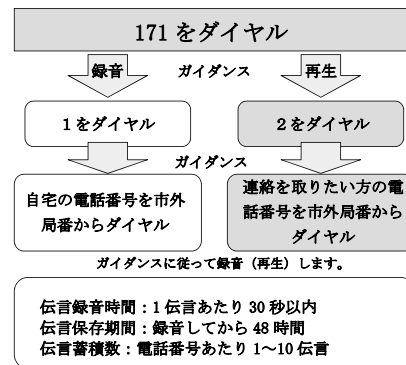 171をダイヤル
録音 ガイダンス 再生
1をダイヤル 2をダイヤル
ガイダンス
自宅の電話番号を市外
局番からダイヤル
連絡を取りたい方の電
話番号を市外局番から
ダイヤル
ガイダンスに従って録音（再生）します。
伝言録音時間：1伝言あたり30秒以内
伝言保存期間：録音してから48時間
伝言蓄積数：電話番号あたり1～10伝言